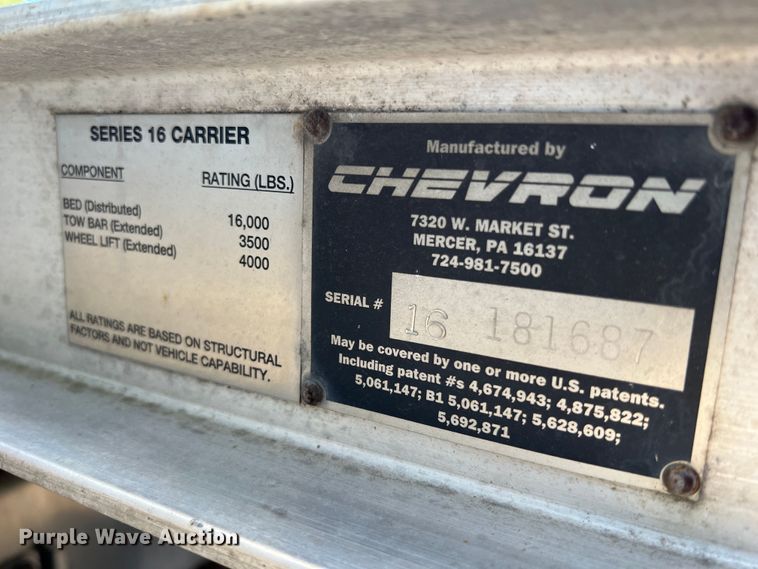 SERIES 16 CARRIER
COMPONENT RATING (LBS.)
BED (Distributed) 16,000
TOW BAR (Extended) 3500
WHEEL LIFT (Extended) 4000
ALL RATINGS ARE BASED ON STRUCTURAL
FACTORS AND NOT VEHICLE CAPABILITY.
Manufactured by
CHEVRON
7320 W. MARKET ST.
MERCER, PA 16137
724-981-7500
SERIAL # 16 181687
May be covered by one or more U.S. patents.
Including patent #s 4,674,943; 4,875,822;
5,061,147; B1 5,061,147; 5,628,609;
5,692,871
Purple Wave Auction